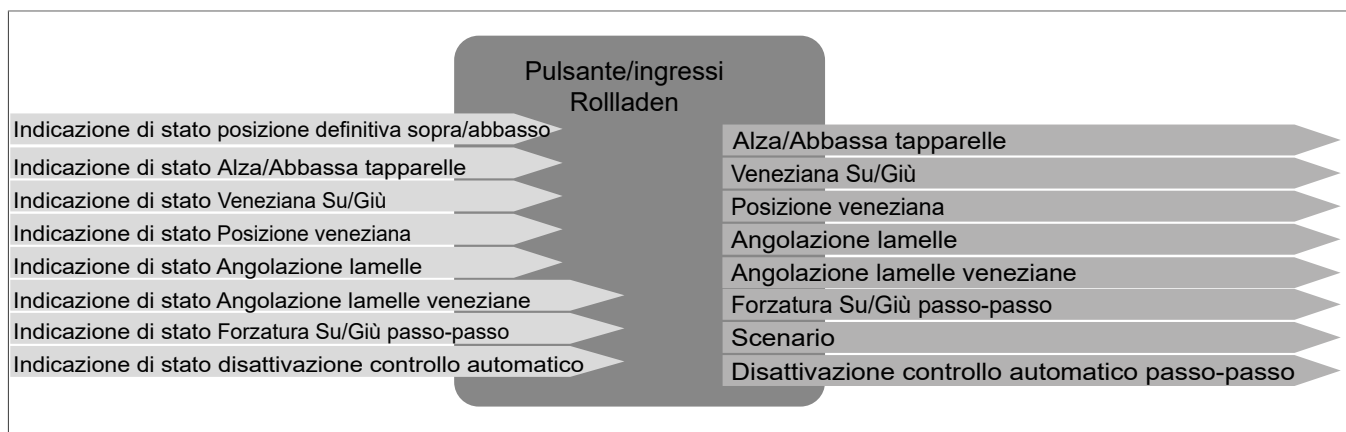 Pulsante/ingressi
Rollladen
Indicazione di stato posizione definitiva sopra/abbasso
Indicazione di stato Alza/Abbassa tapparelle
Indicazione di stato Veneziana Su/Giù
Indicazione di stato Posizione veneziana
Indicazione di stato Angolazione lamelle
Indicazione di stato Angolazione lamelle veneziane
Indicazione di stato Forzatura Su/Giù passo-passo
Indicazione di stato disattivazione controllo automatico
Alza/Abbassa tapparelle
Veneziana Su/Giù
Posizione veneziana
Angolazione lamelle
Angolazione lamelle veneziane
Forzatura Su/Giù passo-passo
Scenario
Disattivazione controllo automatico passo-passo